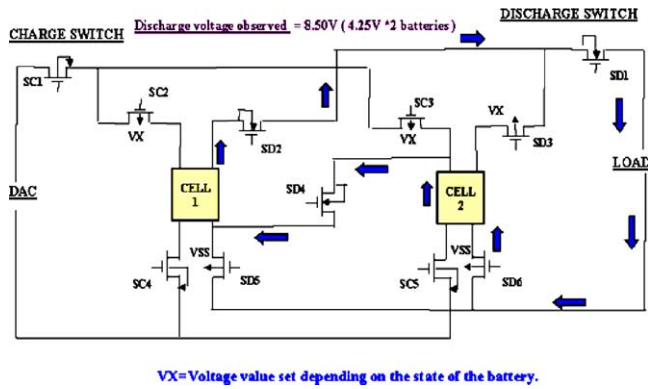 DISCHARGE SWITCH
Discharge voltage observed = 8.50V ( 4.25V *2 batteries )
CHARGE SWITCH
SC1
SD1
SC2
SC3
VX
VX
VX
SD2
SD3
DAC
CELL 1
SD4
CELL 2
LOAD
VSS
VSS
SC4
SD5
SC5
SD6
VX=Voltage value set depending on the state of the battery.